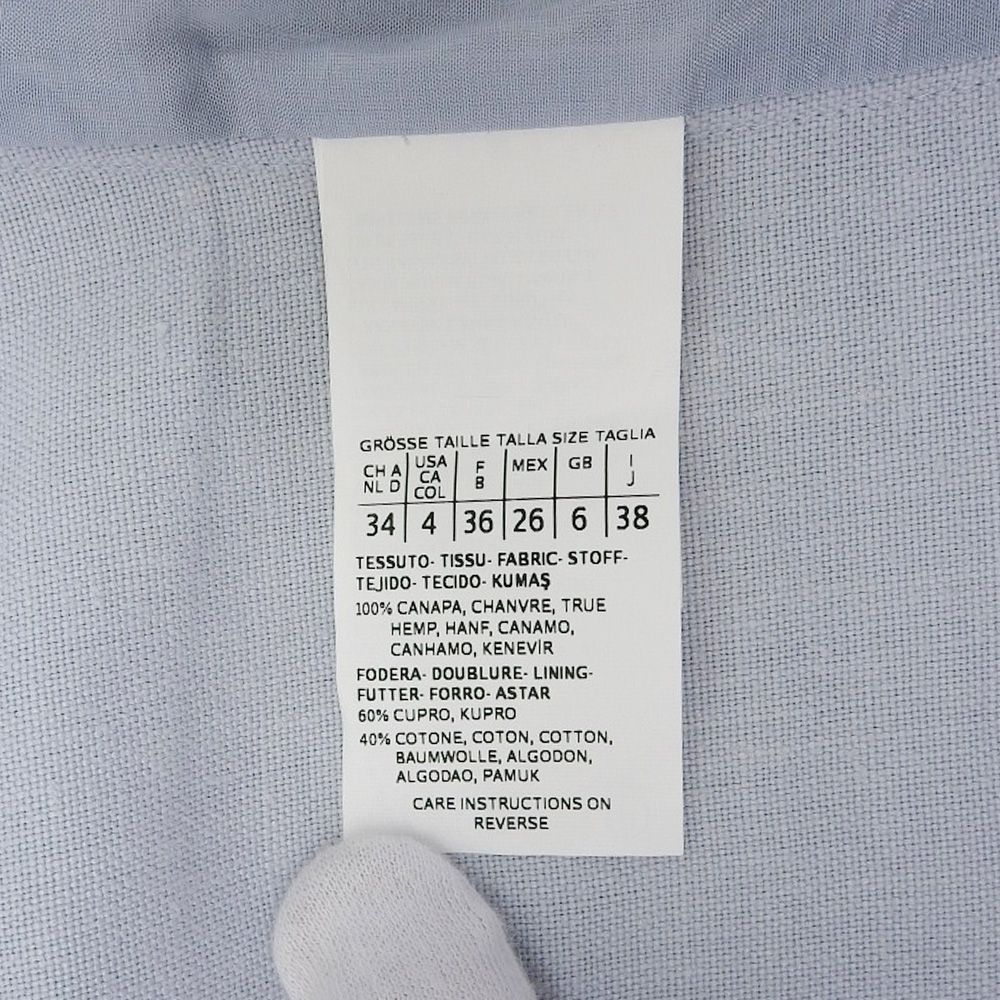 GRÖSSE TAILLE TALLA SIZE TAGLIA
CH A NL D | USA CA COL | F B | MEX | GB | I J
34 | 4 | 36 | 26 | 6 | 38
TESSUTO- TISSU- FABRIC- STOFF-
TEJIDO- TECIDO- KUMAŞ
100% CANAPA, CHANVRE, TRUE
HEMP, HANF, CANAMO,
CANHAMO, KENEVİR
FODERA- DOUBLURE- LINING-
FUTTER- FORRO- ASTAR
60% CUPRO, KUPRO
40% COTONE, COTON, COTTON,
BAUMWOLLE, ALGODON,
ALGODAO, PAMUK
CARE INSTRUCTIONS ON
REVERSE